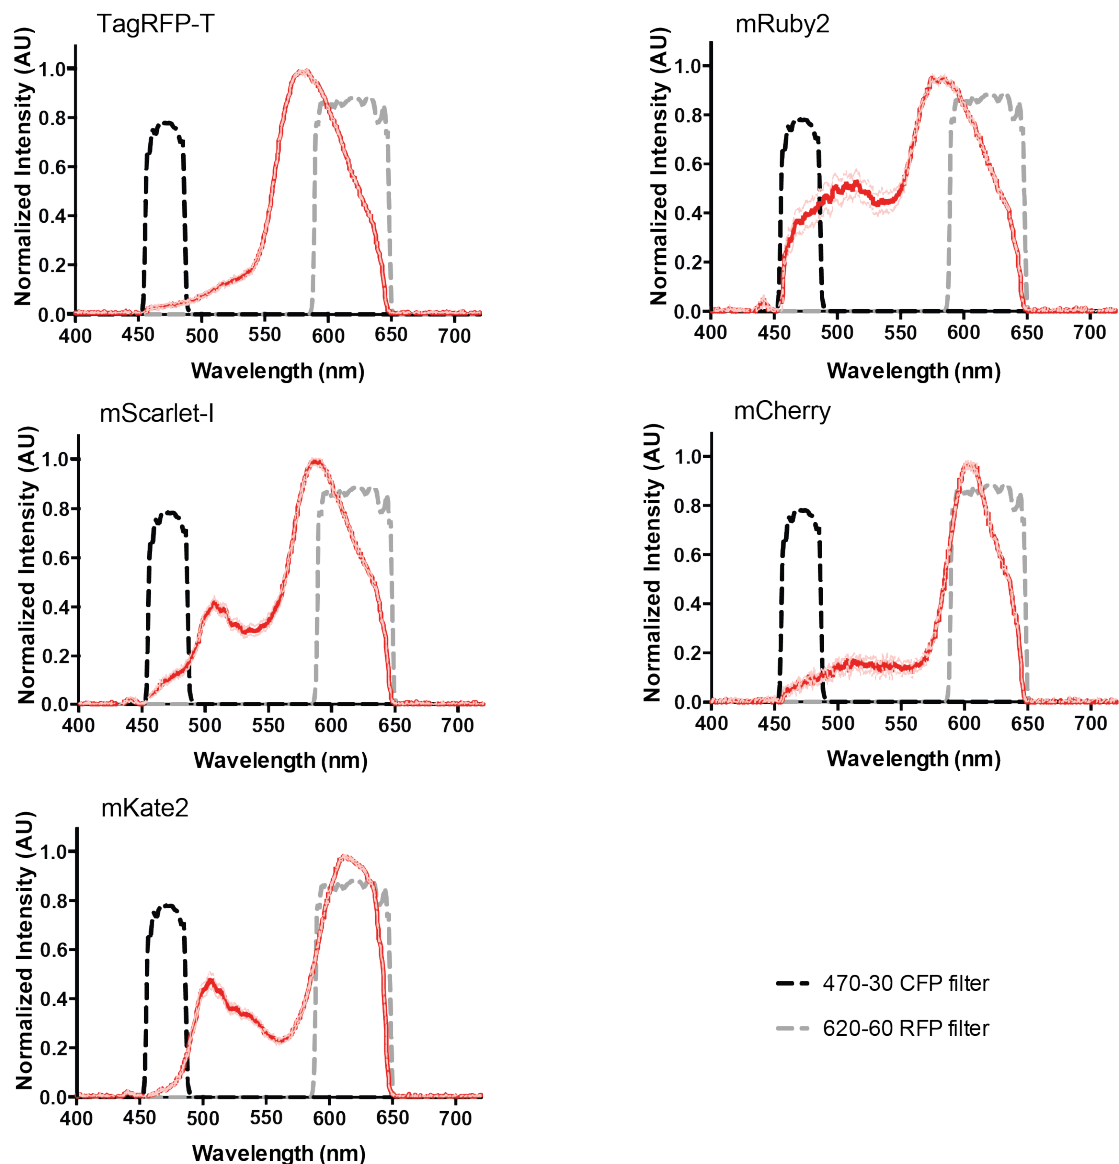 TagRFP-T
Normalized Intensity (AU)
1.0
0.8
0.6
0.4
0.2
0.0
400 450 500 550 600 650 700
Wavelength (nm)
mRuby2
Normalized Intensity (AU)
1.0
0.8
0.6
0.4
0.2
0.0
400 450 500 550 600 650 700
Wavelength (nm)
mScarlet-I
Normalized Intensity (AU)
1.0
0.8
0.6
0.4
0.2
0.0
400 450 500 550 600 650 700
Wavelength (nm)
mCherry
Normalized Intensity (AU)
1.0
0.8
0.6
0.4
0.2
0.0
400 450 500 550 600 650 700
Wavelength (nm)
mKate2
Normalized Intensity (AU)
1.0
0.8
0.6
0.4
0.2
0.0
400 450 500 550 600 650 700
Wavelength (nm)
470-30 CFP filter
620-60 RFP filter